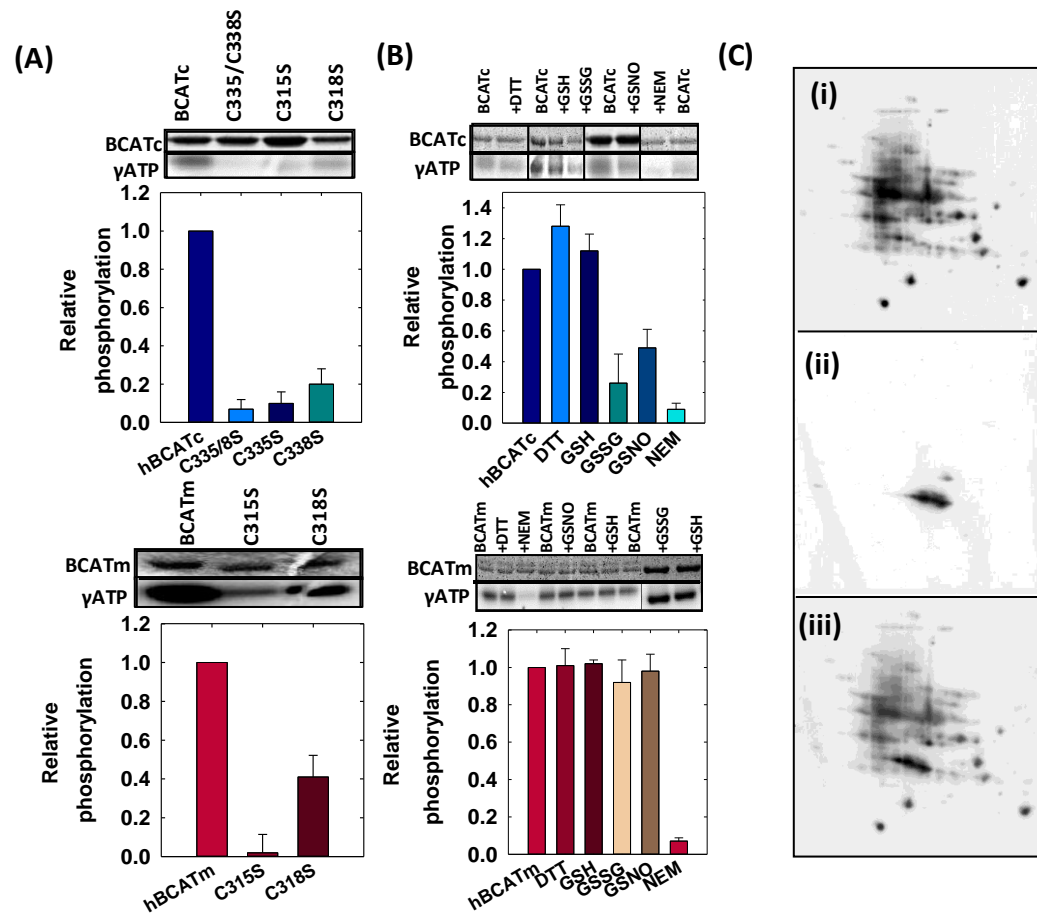 (A)
BCATc
C335/C338S
C315S
C318S
BCATc
γATP
1.2
1.0
0.8
0.6
0.4
0.2
0.0
Relative
phosphorylation
hBCATc
C335/8S
C335S
C338S
BCATm
C315S
C318S
BCATm
γATP
1.2
1.0
0.8
0.6
0.4
0.2
0.0
Relative
phosphorylation
hBCATm
C315S
C318S
(B)
BCATc
+DTT
BCATc
+GSH
+GSSG
BCATc
+GSNO
+NEM
BCATc
BCATc
γATP
1.4
1.2
1.0
0.8
0.6
0.4
0.2
0.0
Relative
phosphorylation
hBCATc
DTT
GSH
GSSG
GSNO
NEM
BCATm
+DTT
+NEM
BCATm
+GSNO
BCATm
+GSH
BCATm
+GSSG
+GSH
BCATm
γATP
1.2
1.0
0.8
0.6
0.4
0.2
0.0
Relative
phosphorylation
hBCATm
DTT
GSH
GSSG
GSNO
NEM
(C)
(i)
(ii)
(iii)